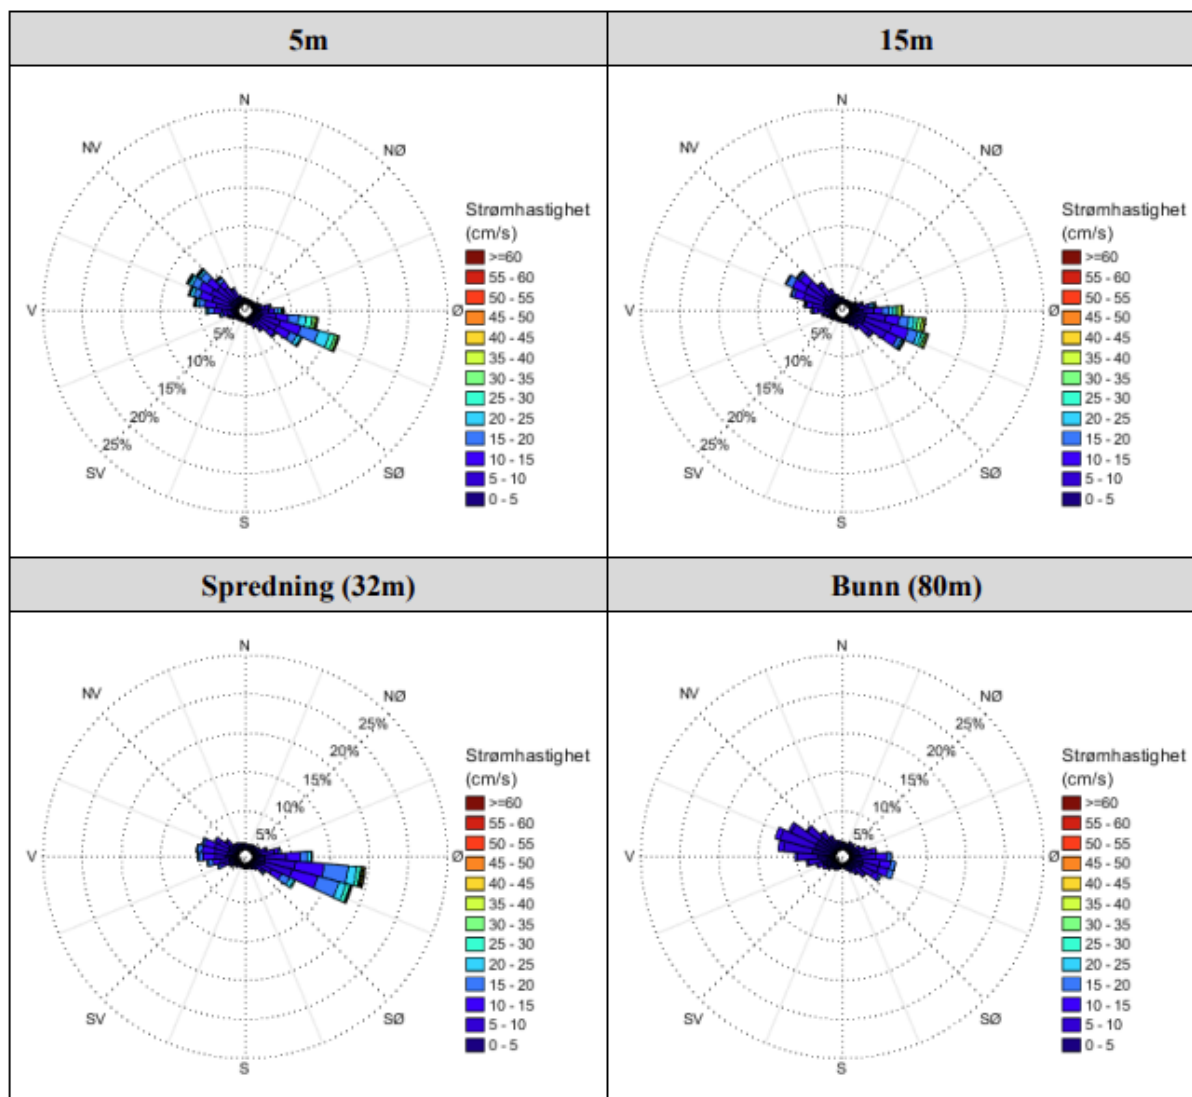 5m
15m
N
NØ
Ø
SØ
S
SV
V
NV
5%
10%
15%
20%
25%
Strømhastighet
(cm/s)
>=60
55 - 60
50 - 55
45 - 50
40 - 45
35 - 40
30 - 35
25 - 30
20 - 25
15 - 20
10 - 15
5 - 10
0 - 5
N
NØ
Ø
SØ
S
SV
V
NV
5%
10%
15%
20%
25%
Strømhastighet
(cm/s)
>=60
55 - 60
50 - 55
45 - 50
40 - 45
35 - 40
30 - 35
25 - 30
20 - 25
15 - 20
10 - 15
5 - 10
0 - 5
Spredning (32m)
Bunn (80m)
N
NØ
Ø
SØ
S
SV
V
NV
25%
20%
15%
10%
5%
Strømhastighet
(cm/s)
>=60
55 - 60
50 - 55
45 - 50
40 - 45
35 - 40
30 - 35
25 - 30
20 - 25
15 - 20
10 - 15
5 - 10
0 - 5
N
NØ
Ø
SØ
S
SV
V
NV
25%
20%
15%
10%
5%
Strømhastighet
(cm/s)
>=60
55 - 60
50 - 55
45 - 50
40 - 45
35 - 40
30 - 35
25 - 30
20 - 25
15 - 20
10 - 15
5 - 10
0 - 5